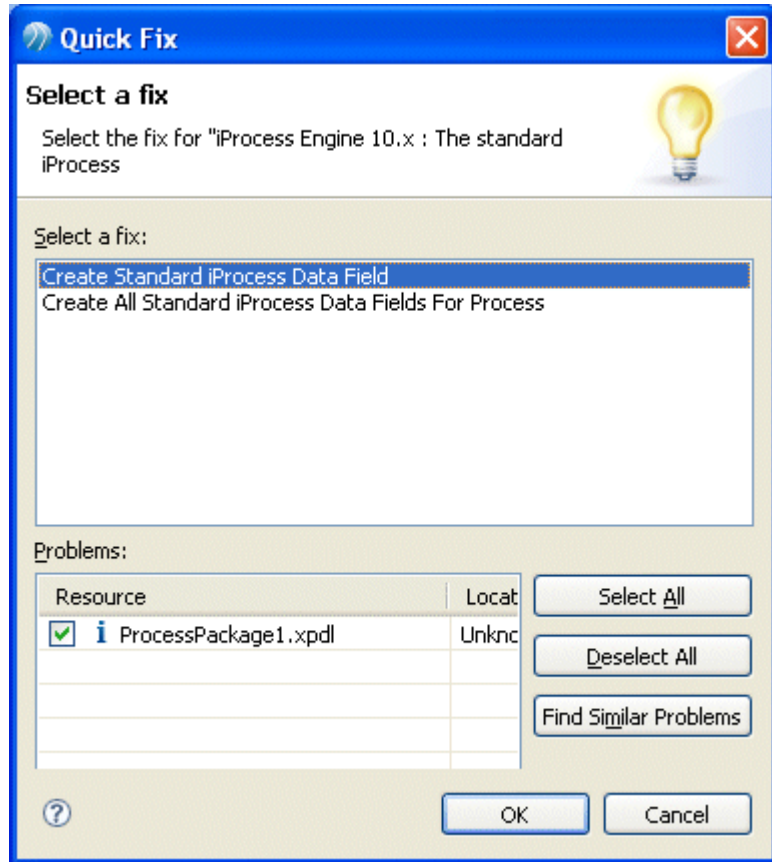 Quick Fix
Select a fix
Select the fix for "iProcess Engine 10.x : The standard
iProcess
Select a fix:
Create Standard iProcess Data Field
Create All Standard iProcess Data Fields For Process
Problems:
Resource Locat
i ProcessPackage1.xpdl Unknc
Select All
Deselect All
Find Similar Problems
? OK Cancel